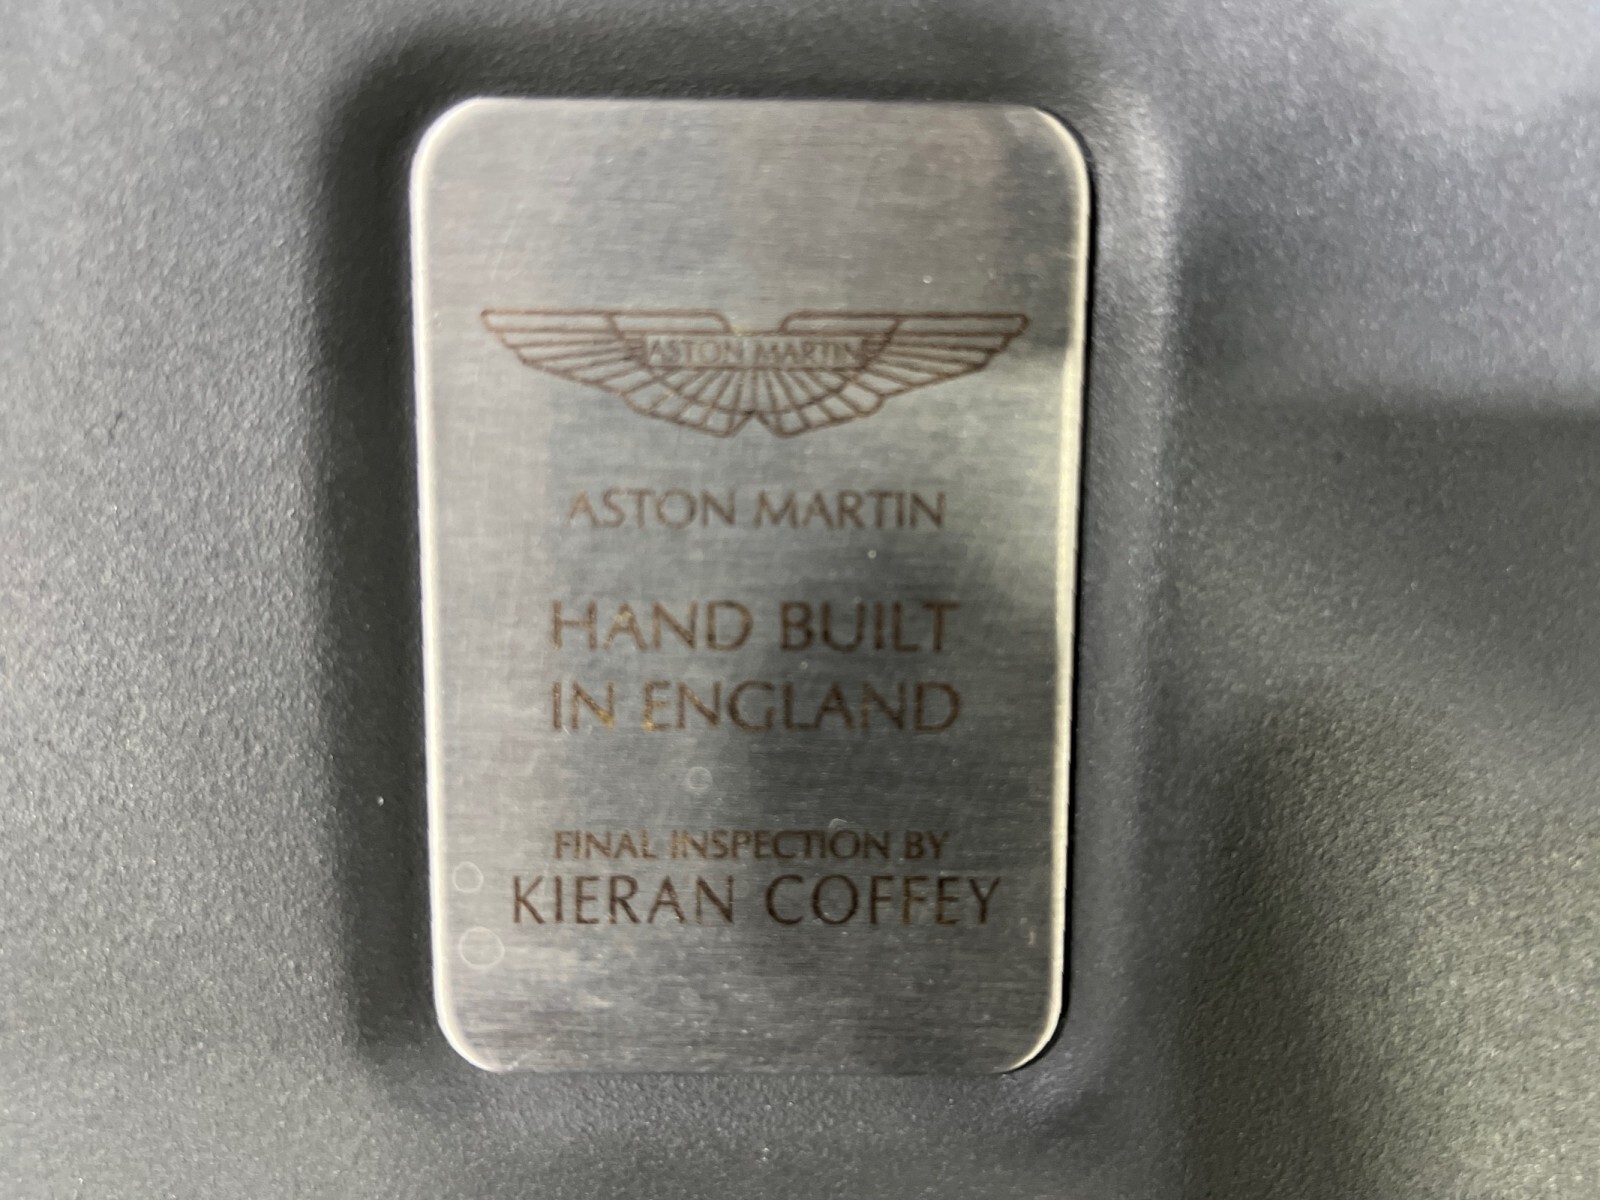 ASTON MARTIN
ASTON MARTIN
HAND BUILT
IN ENGLAND
FINAL INSPECTION BY
KIERAN COFFEY